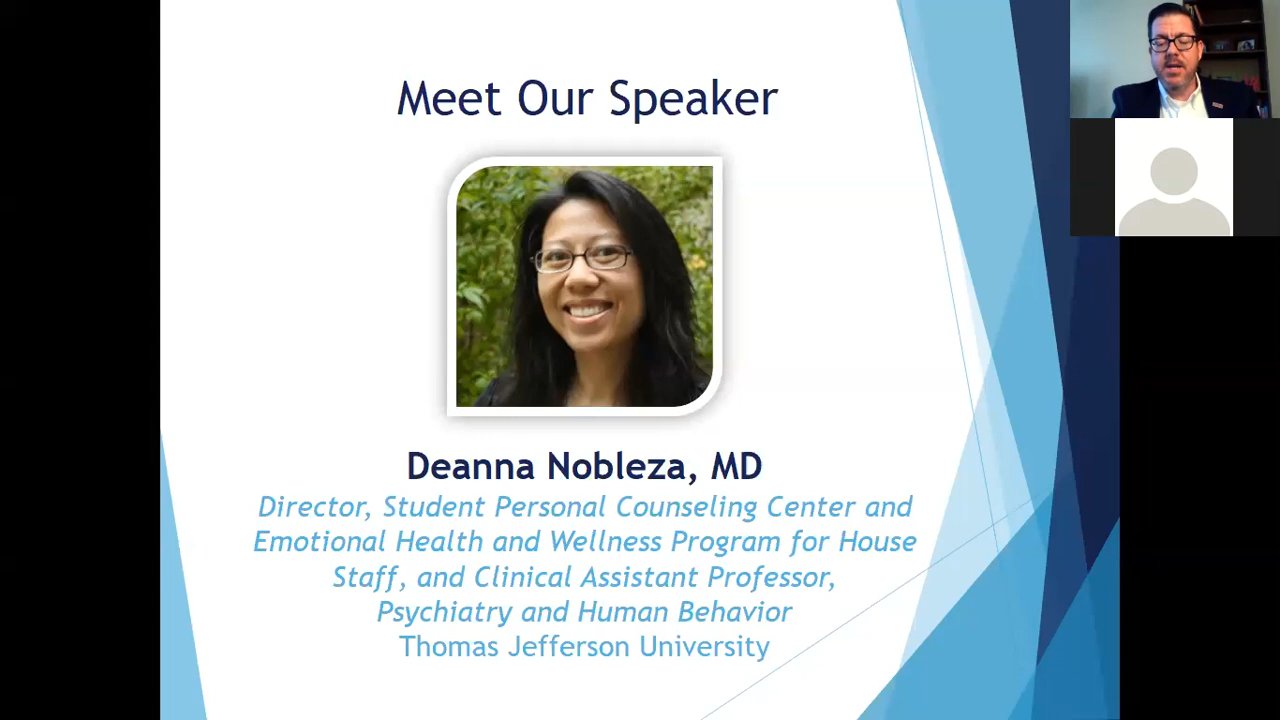 Meet Our Speaker
Deanna Nobleza, MD
Director, Student Personal Counseling Center and
Emotional Health and Wellness Program for House
Staff, and Clinical Assistant Professor,
Psychiatry and Human Behavior
Thomas Jefferson University